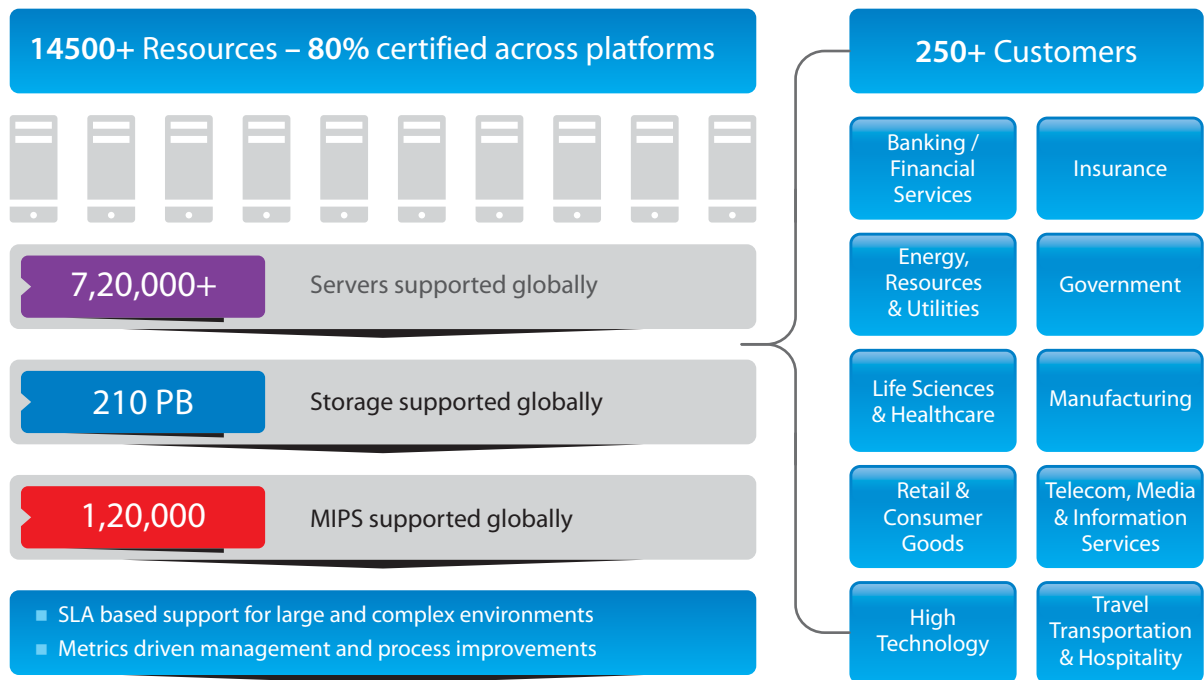 14500+ Resources – 80% certified across platforms
7,20,000+
Servers supported globally
210 PB
Storage supported globally
1,20,000
MIPS supported globally
SLA based support for large and complex environments
Metrics driven management and process improvements
250+ Customers
Banking /
Financial
Services
Insurance
Energy,
Resources
& Utilities
Government
Life Sciences
& Healthcare
Manufacturing
Retail &
Consumer
Goods
Telecom, Media
& Information
Services
High
Technology
Travel
Transportation
& Hospitality